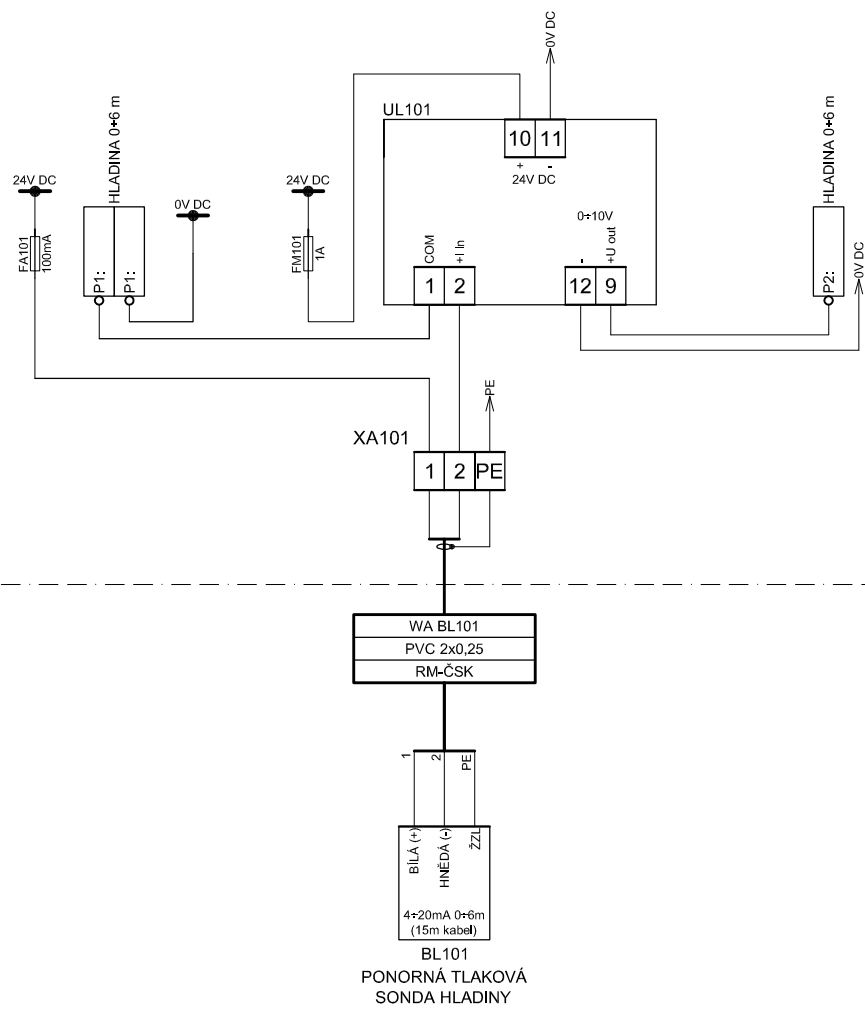 0V DC
UL101
10 11
+ -
24V DC
HLADINA 0÷6 m
24V DC
0V DC
24V DC
HLADINA 0÷6 m
FA101
100mA
P1:
P1:
FM101
1A
COM
+I In
0÷10V
-
+U out
P2:
0V DC
1 2
12 9
PE
XA101
1 2 PE
WA BL101
PVC 2x0,25
RM-ČSK
1
2
PE
BÍLÁ (+)
HNĚDÁ (-)
ŽZL
4÷20mA 0÷6m
(15m kabel)
BL101
PONORNÁ TLAKOVÁ
SONDA HLADINY